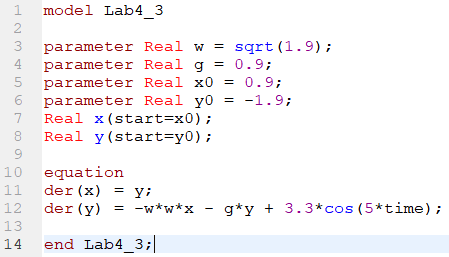 1 model Lab4_3
2
3 parameter Real w = sqrt(1.9);
4 parameter Real g = 0.9;
5 parameter Real x0 = 0.9;
6 parameter Real y0 = -1.9;
7 Real x(start=x0);
8 Real y(start=y0);
9
10 equation
11 der(x) = y;
12 der(y) = -w*w*x - g*y + 3.3*cos(5*time);
13
14 end Lab4_3;